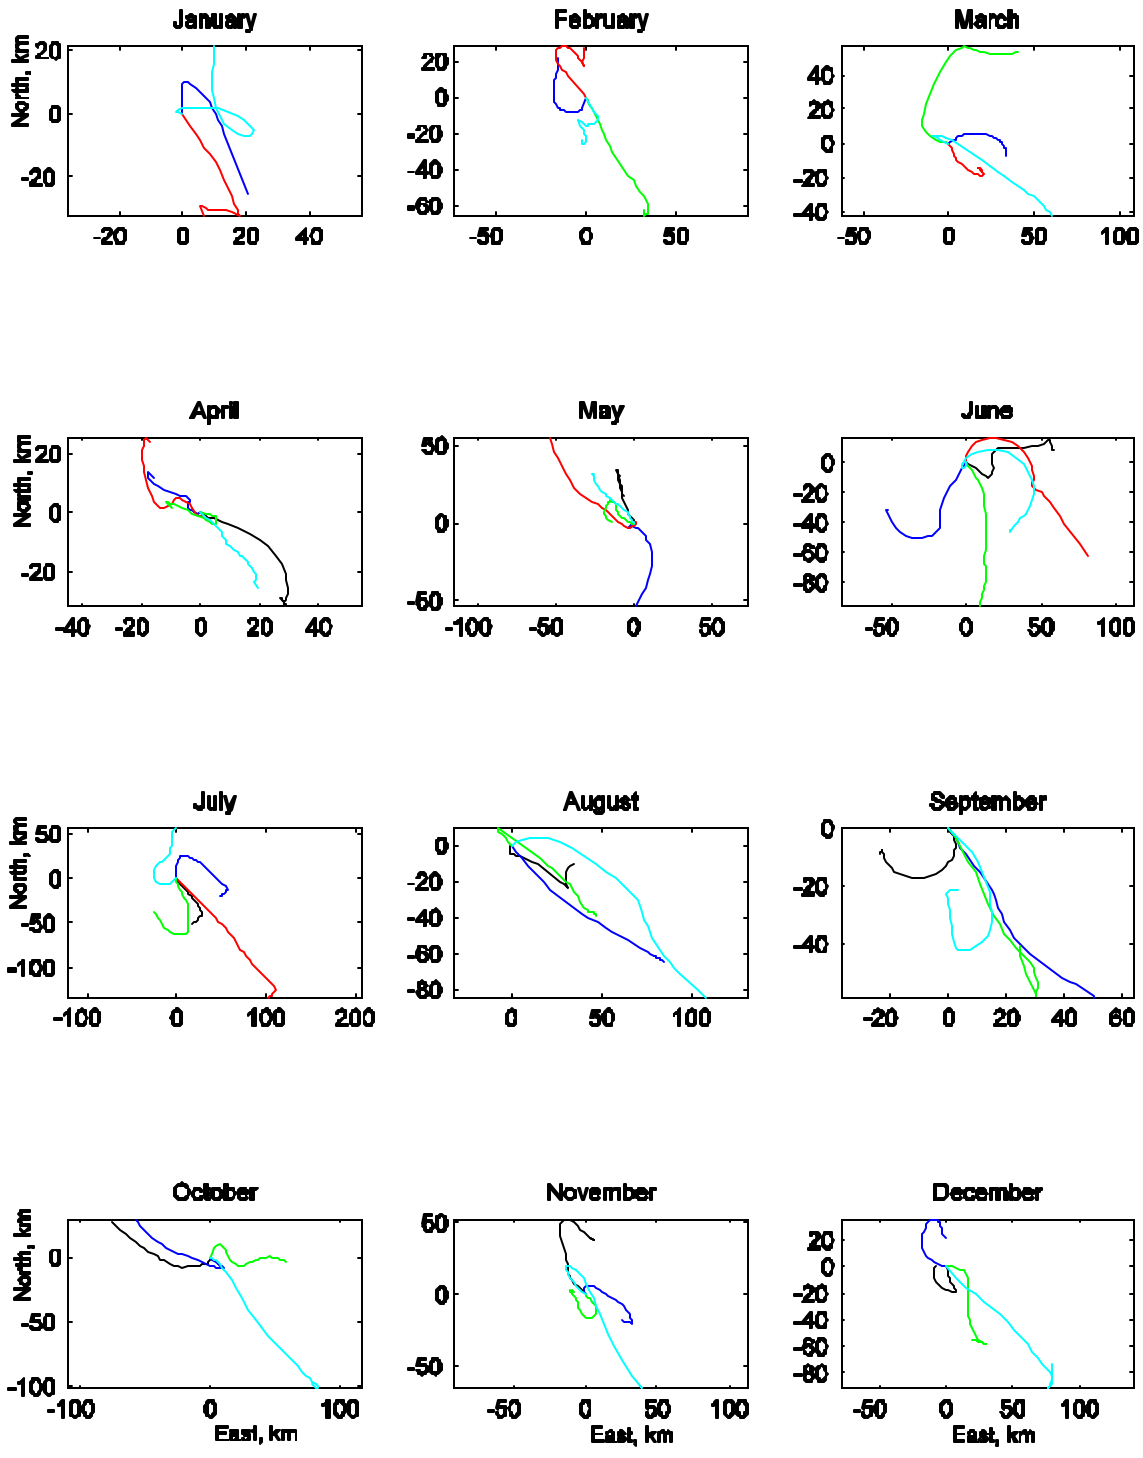 January February March
North, km
20
0
-20
-20 0 20 40
20
0
-20
-40
-60
-50 0 50
40
20
0
-20
-40
-50 0 50 100
April May June
North, km
20
0
-20
-40 -20 0 20 40
50
0
-50
-100 -50 0 50
0
-20
-40
-60
-80
-50 0 50 100
July August September
North, km
50
0
-50
-100
-100 0 100 200
0
-20
-40
-60
-80
0 50 100
0
-20
-40
-20 0 20 40 60
October November December
North, km
0
-50
-100
-100 0 100
East, km
50
0
-50
-50 0 50 100
East, km
20
0
-20
-40
-60
-80
-50 0 50 100
East, km